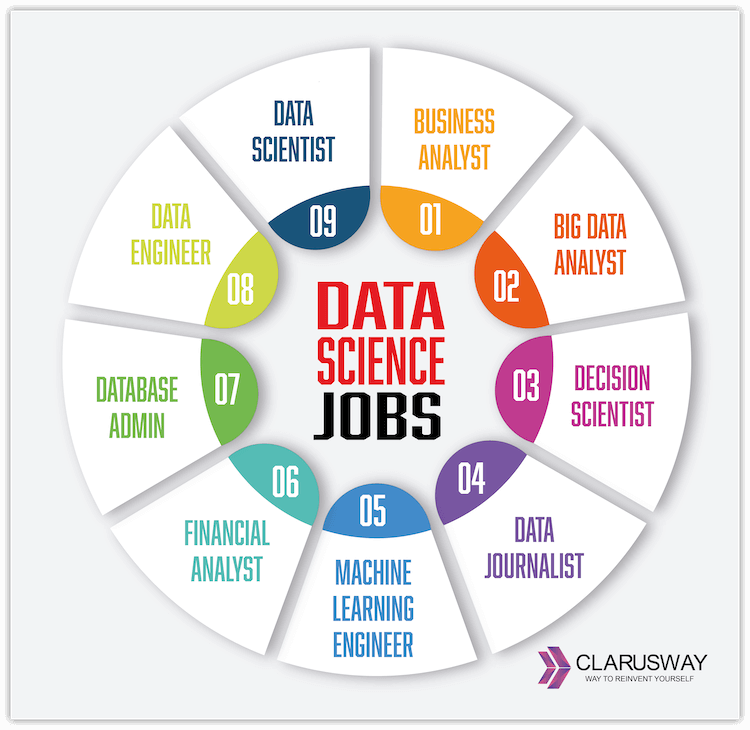 DATA
SCIENCE
JOBS
01
BUSINESS
ANALYST
02
BIG DATA
ANALYST
03
DECISION
SCIENTIST
04
DATA
JOURNALIST
05
MACHINE
LEARNING
ENGINEER
06
FINANCIAL
ANALYST
07
DATABASE
ADMIN
08
DATA
ENGINEER
09
DATA
SCIENTIST
CLARUSWAY
WAY TO REINVENT YOURSELF